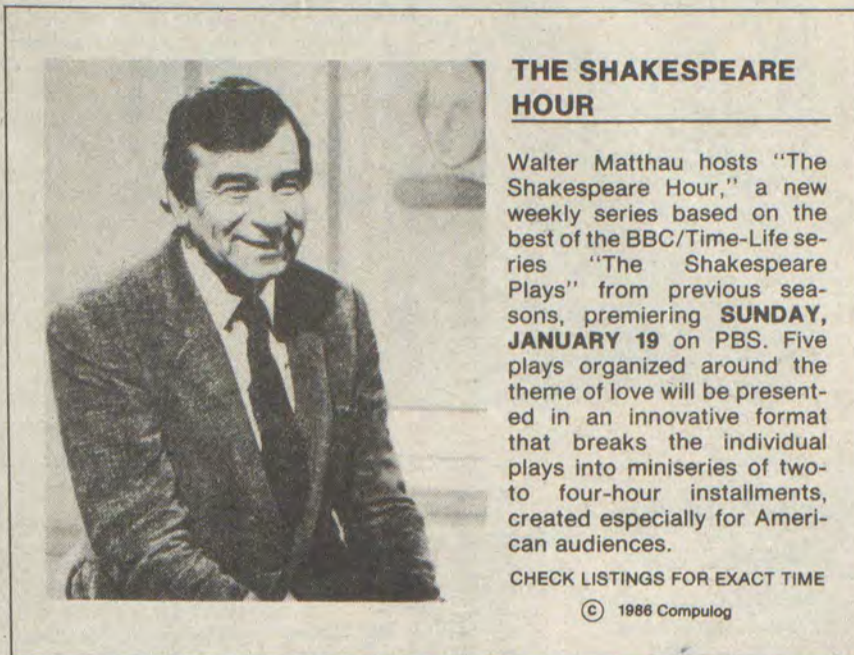 THE SHAKESPEARE
HOUR
Walter Matthau hosts "The
Shakespeare Hour," a new
weekly series based on the
best of the BBC/Time-Life se-
ries "The Shakespeare
Plays" from previous sea-
sons, premiering SUNDAY,
JANUARY 19 on PBS. Five
plays organized around the
theme of love will be present-
ed in an innovative format
that breaks the individual
plays into miniseries of two-
to four-hour installments,
created especially for Ameri-
can audiences.
CHECK LISTINGS FOR EXACT TIME
© 1986 Compulog